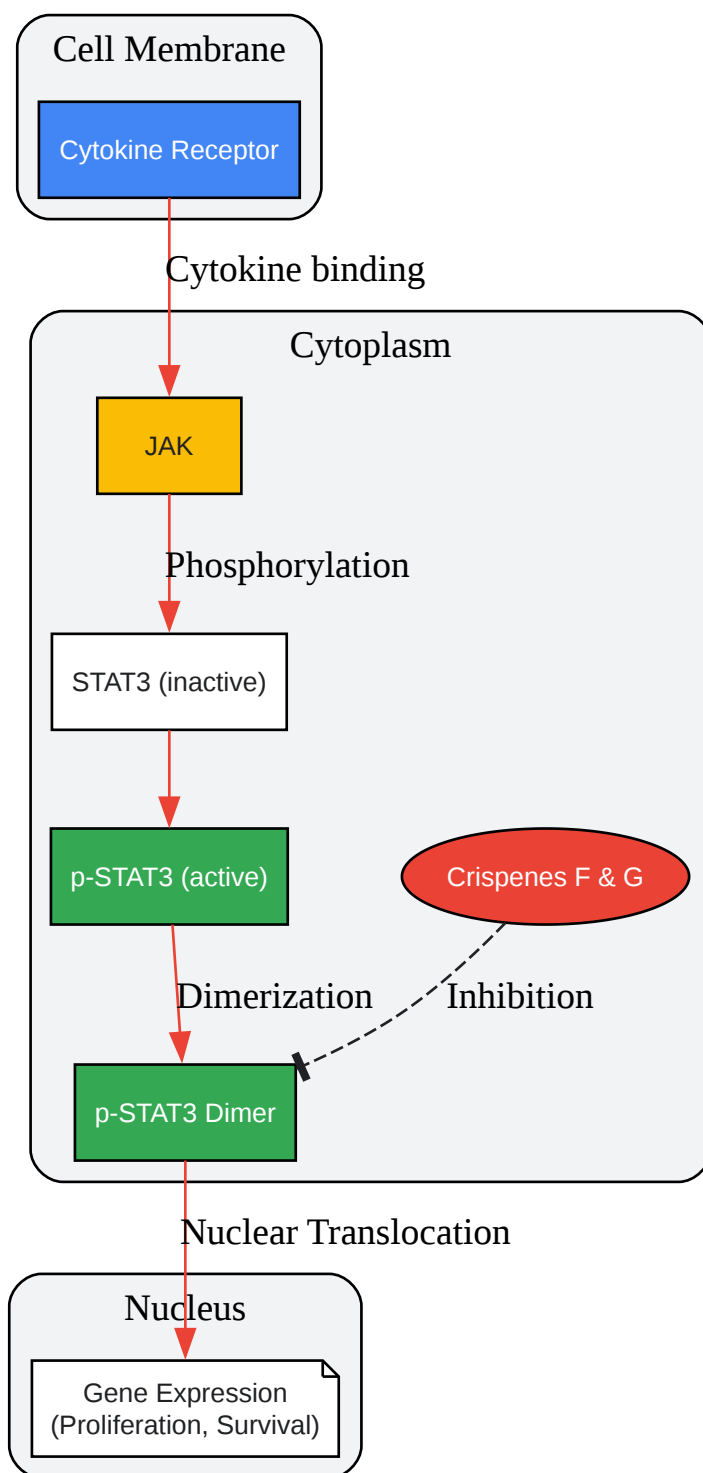 Cell Membrane
Cytokine Receptor
Cytokine binding
Cytoplasm
JAK
Phosphorylation
STAT3 (inactive)
p-STAT3 (active)
Crispenes F & G
Dimerization
Inhibition
p-STAT3 Dimer
Nuclear Translocation
Nucleus
Gene Expression
(Proliferation, Survival)